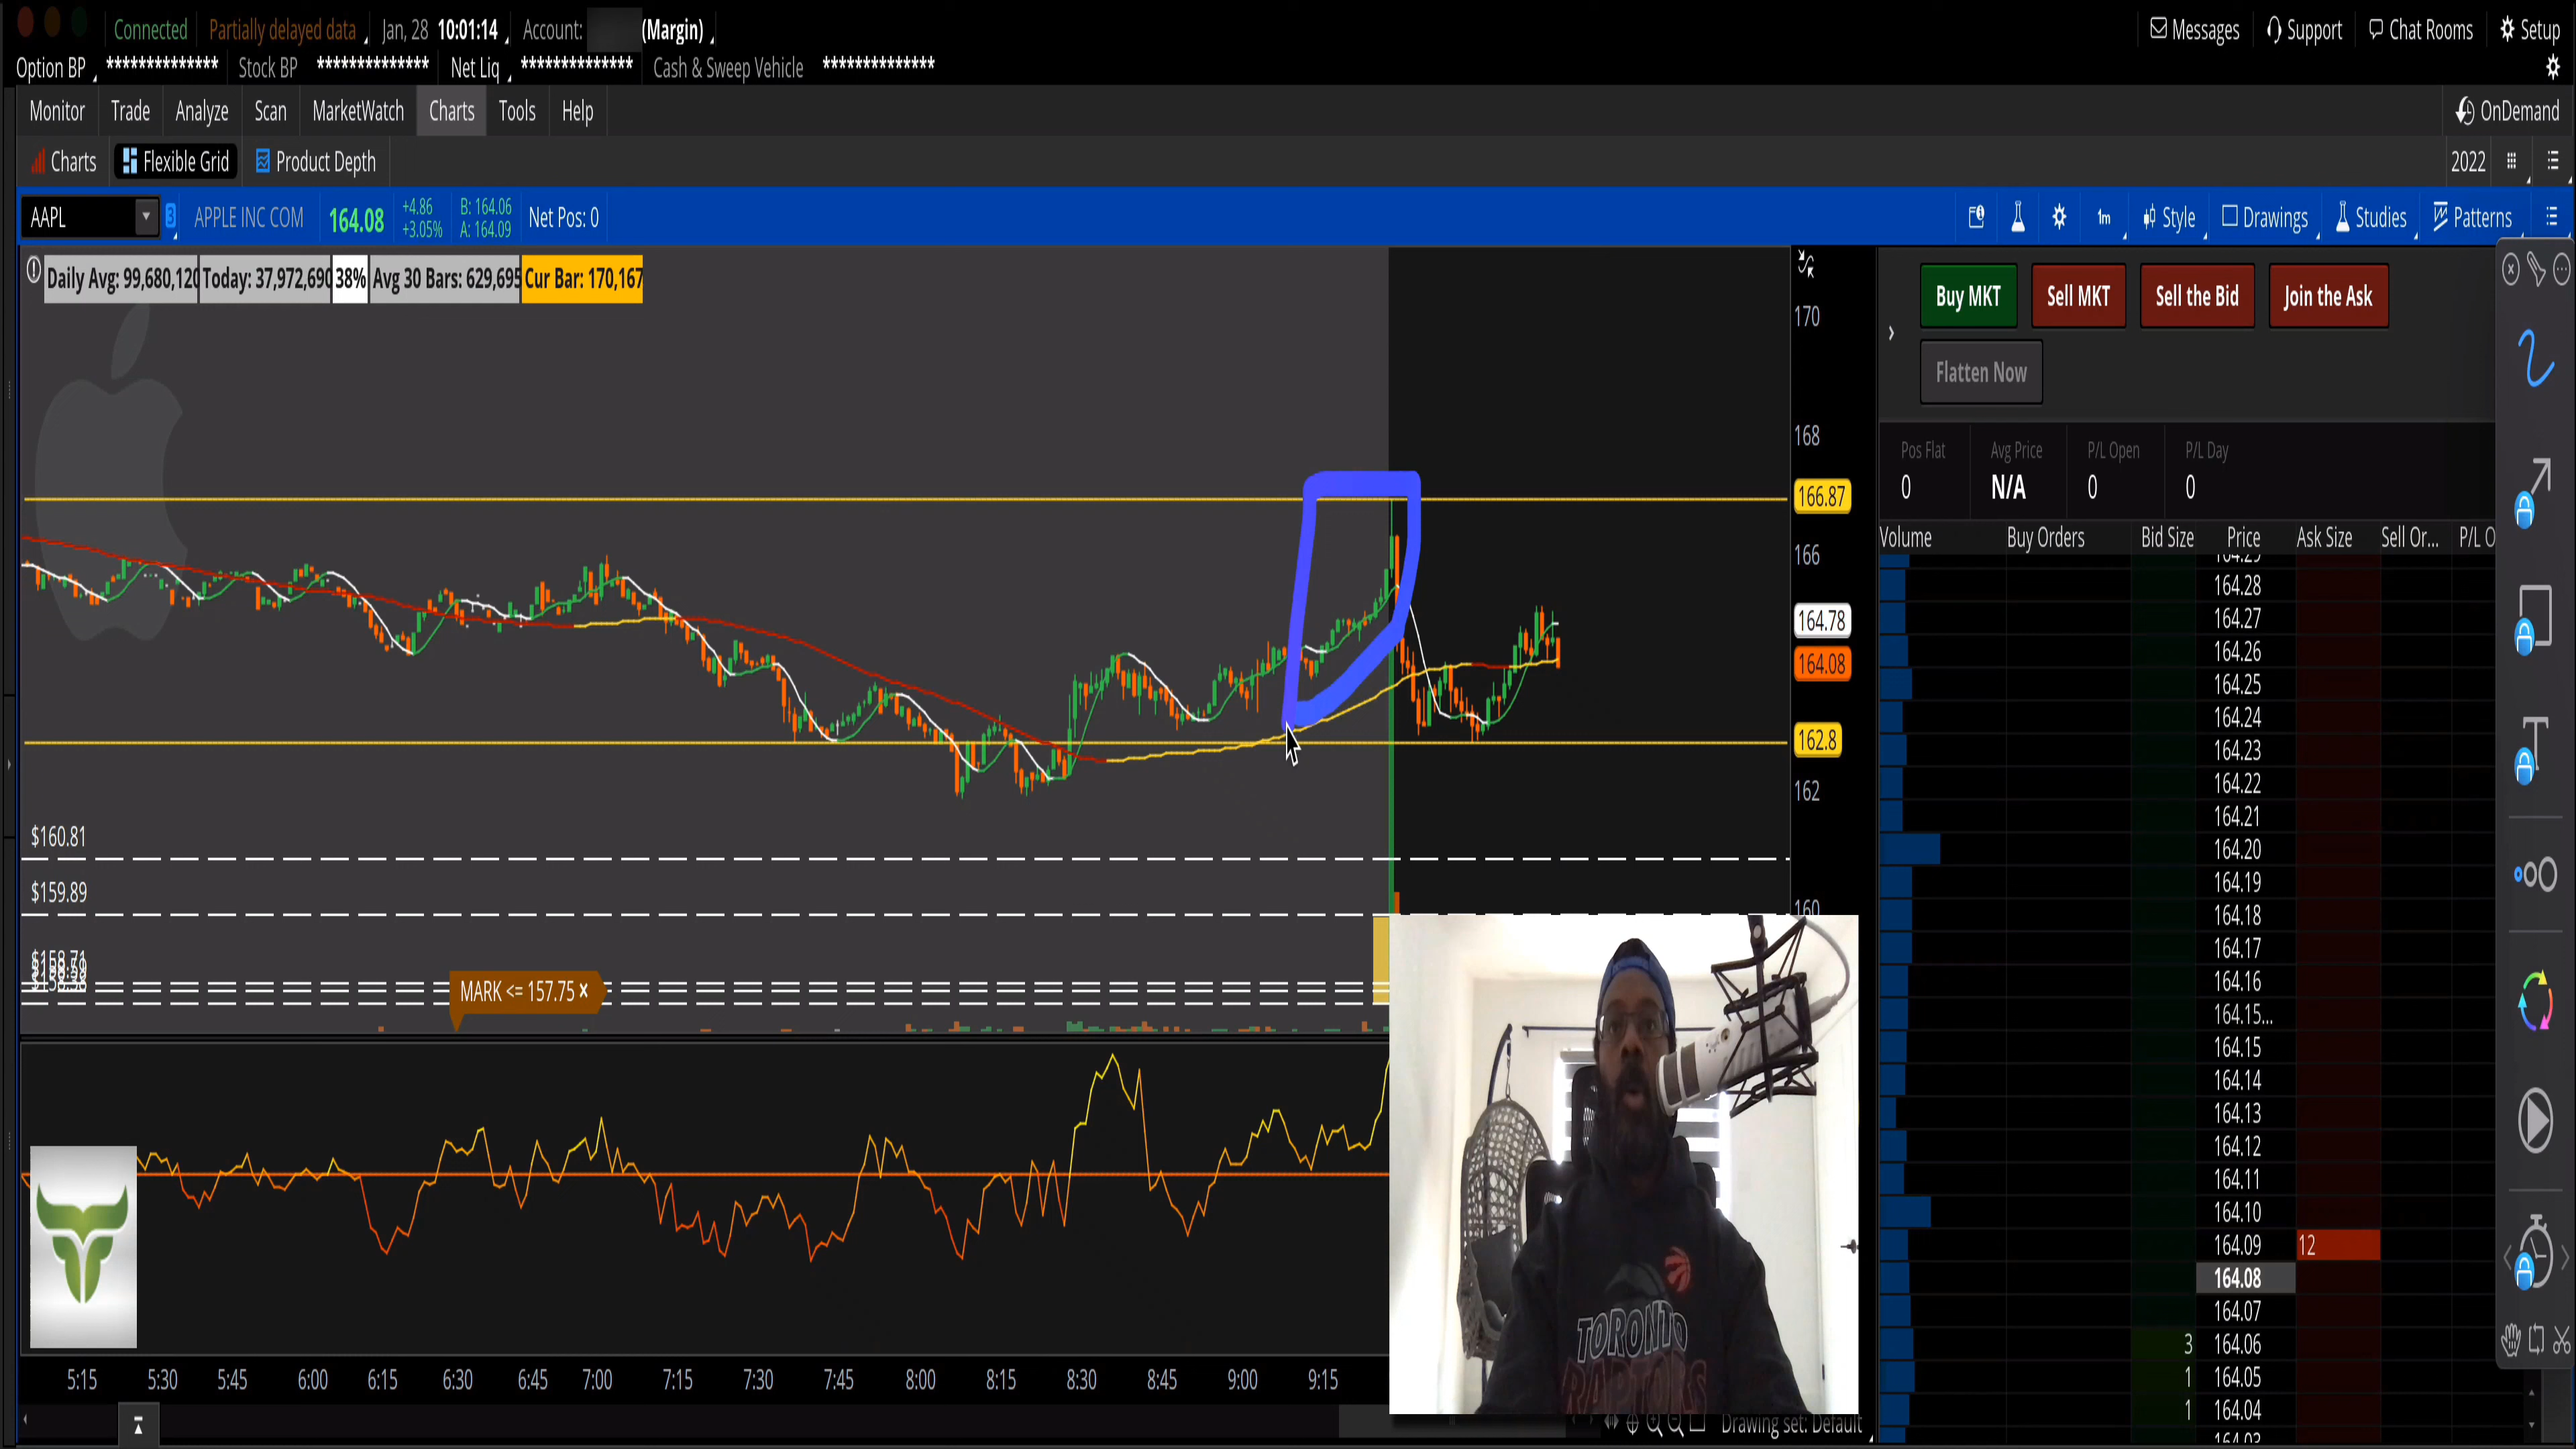 Connected Partially delayed data Jan, 28 10:01:14 Account: (Margin) Messages Support Chat Rooms Setup
Option BP ************** Stock BP ************** Net Liq ************** Cash & Sweep Vehicle **************
Monitor Trade Analyze Scan MarketWatch Charts Tools Help OnDemand
Charts Flexible Grid Product Depth 2022
AAPL 3 APPLE INC COM 164.08 +4.86 B: 164.06 Net Pos: 0 1m Style Drawings Studies Patterns
+3.05% A: 164.09
Daily Avg: 99,680,120 Today: 37,972,690 38% Avg 30 Bars: 629,695 Cur Bar: 170,167
170
168
166.87
166
164.78
164.08
162.8
162
160
$160.81
$159.89
$158.71
MARK <= 157.75 ×
5:15 5:30 5:45 6:00 6:15 6:30 6:45 7:00 7:15 7:30 7:45 8:00 8:15 8:30 8:45 9:00 9:15
Drawing set: Default
TORONTO
RAPTORS
Buy MKT Sell MKT Sell the Bid Join the Ask
Flatten Now
Pos Flat Avg Price P/L Open P/L Day
0 N/A 0 0
Volume Buy Orders Bid Size Price Ask Size Sell Or... P/L O
164.29
164.28
164.27
164.26
164.25
164.24
164.23
164.22
164.21
164.20
164.19
164.18
164.17
164.16
164.15...
164.15
164.14
164.13
164.12
164.11
164.10
164.09 12
164.08
164.07
3 164.06
1 164.05
1 164.04
164.03
T